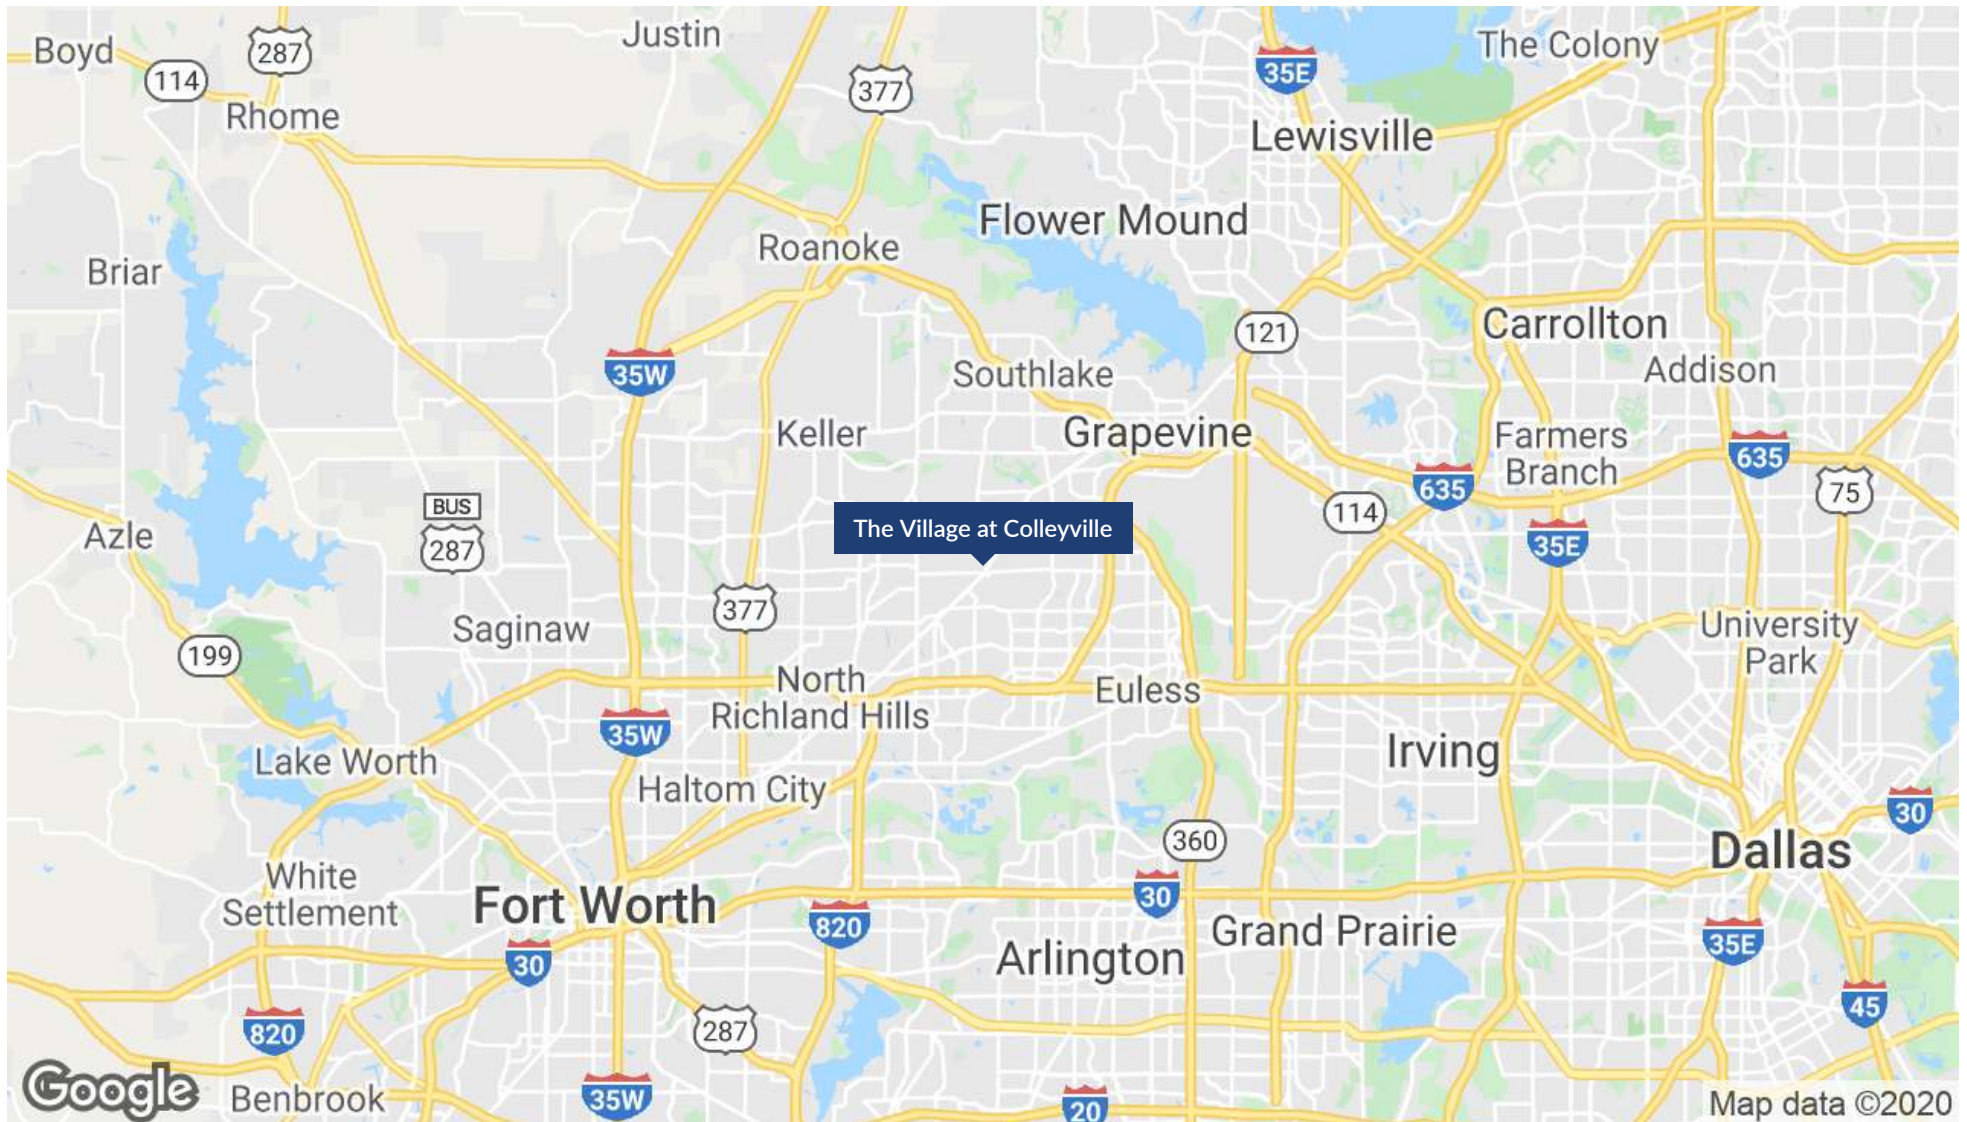 Justin
Boyd
287
The Colony
114
35E
377
Rhome
Lewisville
Flower Mound
Roanoke
Briar
121
Carrollton
35W
Southlake
Addison
Keller
Grapevine
Farmers
Branch
635
635
75
BUS
287
114
The Village at Colleyville
Azle
35E
377
Saginaw
University
Park
199
North
Richland Hills
Euless
35W
Irving
Lake Worth
Haltom City
30
360
Dallas
White
Settlement
Fort Worth
30
820
Grand Prairie
35E
Arlington
30
45
820
287
Google
Benbrook
35W
20
Map data ©2020